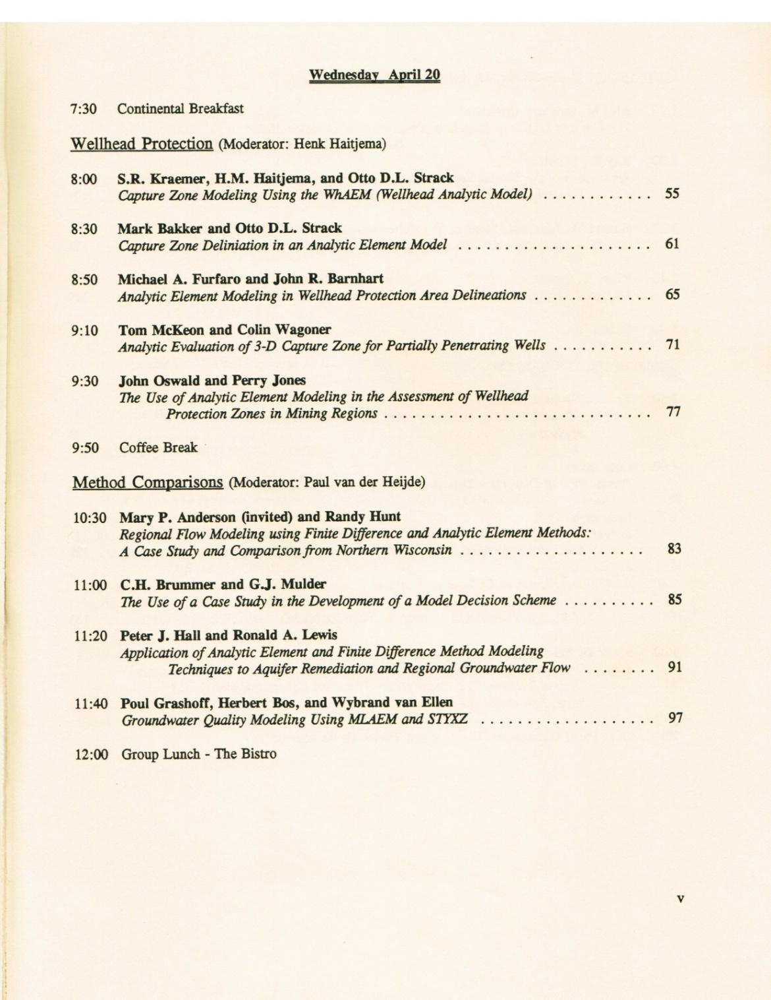 Wednesday April 20
7:30 Continental Breakfast
Wellhead Protection (Moderator: Henk Haitjema)
8:00 S.R. Kraemer, H.M. Haitjema, and Otto D.L. Strack
Capture Zone Modeling Using the WhAEM (Wellhead Analytic Model) . . . . . . . . . . . . 55
8:30 Mark Bakker and Otto D.L. Strack
Capture Zone Deliniation in an Analytic Element Model . . . . . . . . . . . . . . . . . . . . . 61
8:50 Michael A. Furfaro and John R. Barnhart
Analytic Element Modeling in Wellhead Protection Area Delineations . . . . . . . . . . . . . 65
9:10 Tom McKeon and Colin Wagoner
Analytic Evaluation of 3-D Capture Zone for Partially Penetrating Wells . . . . . . . . . . . 71
9:30 John Oswald and Perry Jones
The Use of Analytic Element Modeling in the Assessment of Wellhead
Protection Zones in Mining Regions . . . . . . . . . . . . . . . . . . . . . . . . . . . . . 77
9:50 Coffee Break
Method Comparisons (Moderator: Paul van der Heijde)
10:30 Mary P. Anderson (invited) and Randy Hunt
Regional Flow Modeling using Finite Difference and Analytic Element Methods:
A Case Study and Comparison from Northern Wisconsin . . . . . . . . . . . . . . . . . . . . 83
11:00 C.H. Brummer and G.J. Mulder
The Use of a Case Study in the Development of a Model Decision Scheme . . . . . . . . . . 85
11:20 Peter J. Hall and Ronald A. Lewis
Application of Analytic Element and Finite Difference Method Modeling
Techniques to Aquifer Remediation and Regional Groundwater Flow . . . . . . . . 91
11:40 Poul Grashoff, Herbert Bos, and Wybrand van Ellen
Groundwater Quality Modeling Using MLAEM and STYXZ . . . . . . . . . . . . . . . . . . . 97
12:00 Group Lunch - The Bistro
v